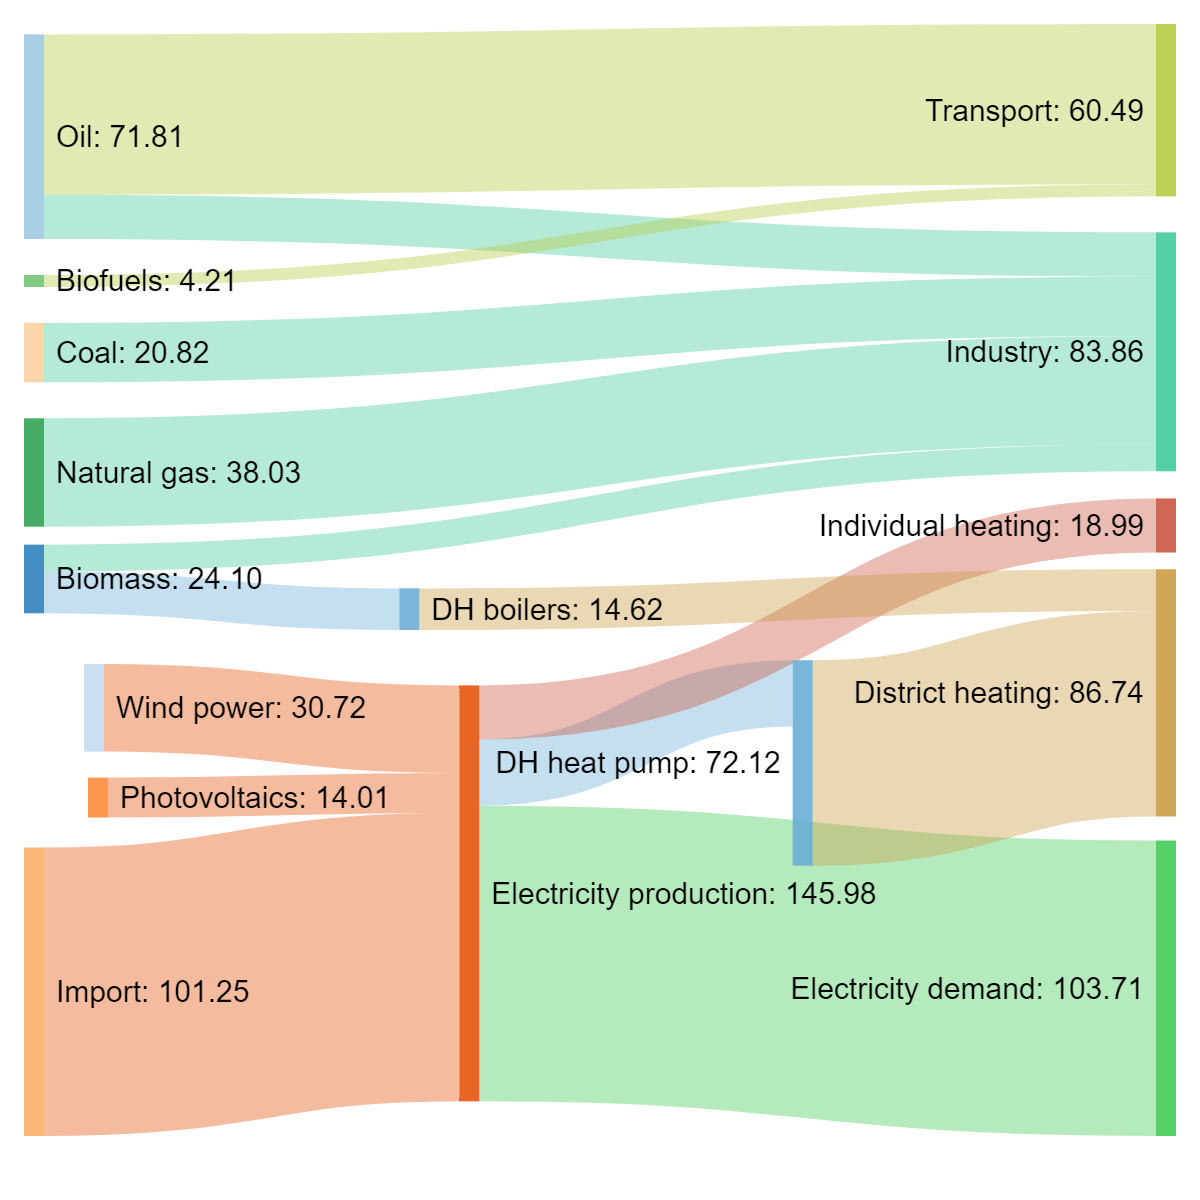 Transport: 60.49
Oil: 71.81
Biofuels: 4.21
Coal: 20.82
Industry: 83.86
Natural gas: 38.03
Individual heating: 18.99
Biomass: 24.10
DH boilers: 14.62
District heating: 86.74
Wind power: 30.72
DH heat pump: 72.12
Photovoltaics: 14.01
Electricity production: 145.98
Electricity demand: 103.71
Import: 101.25